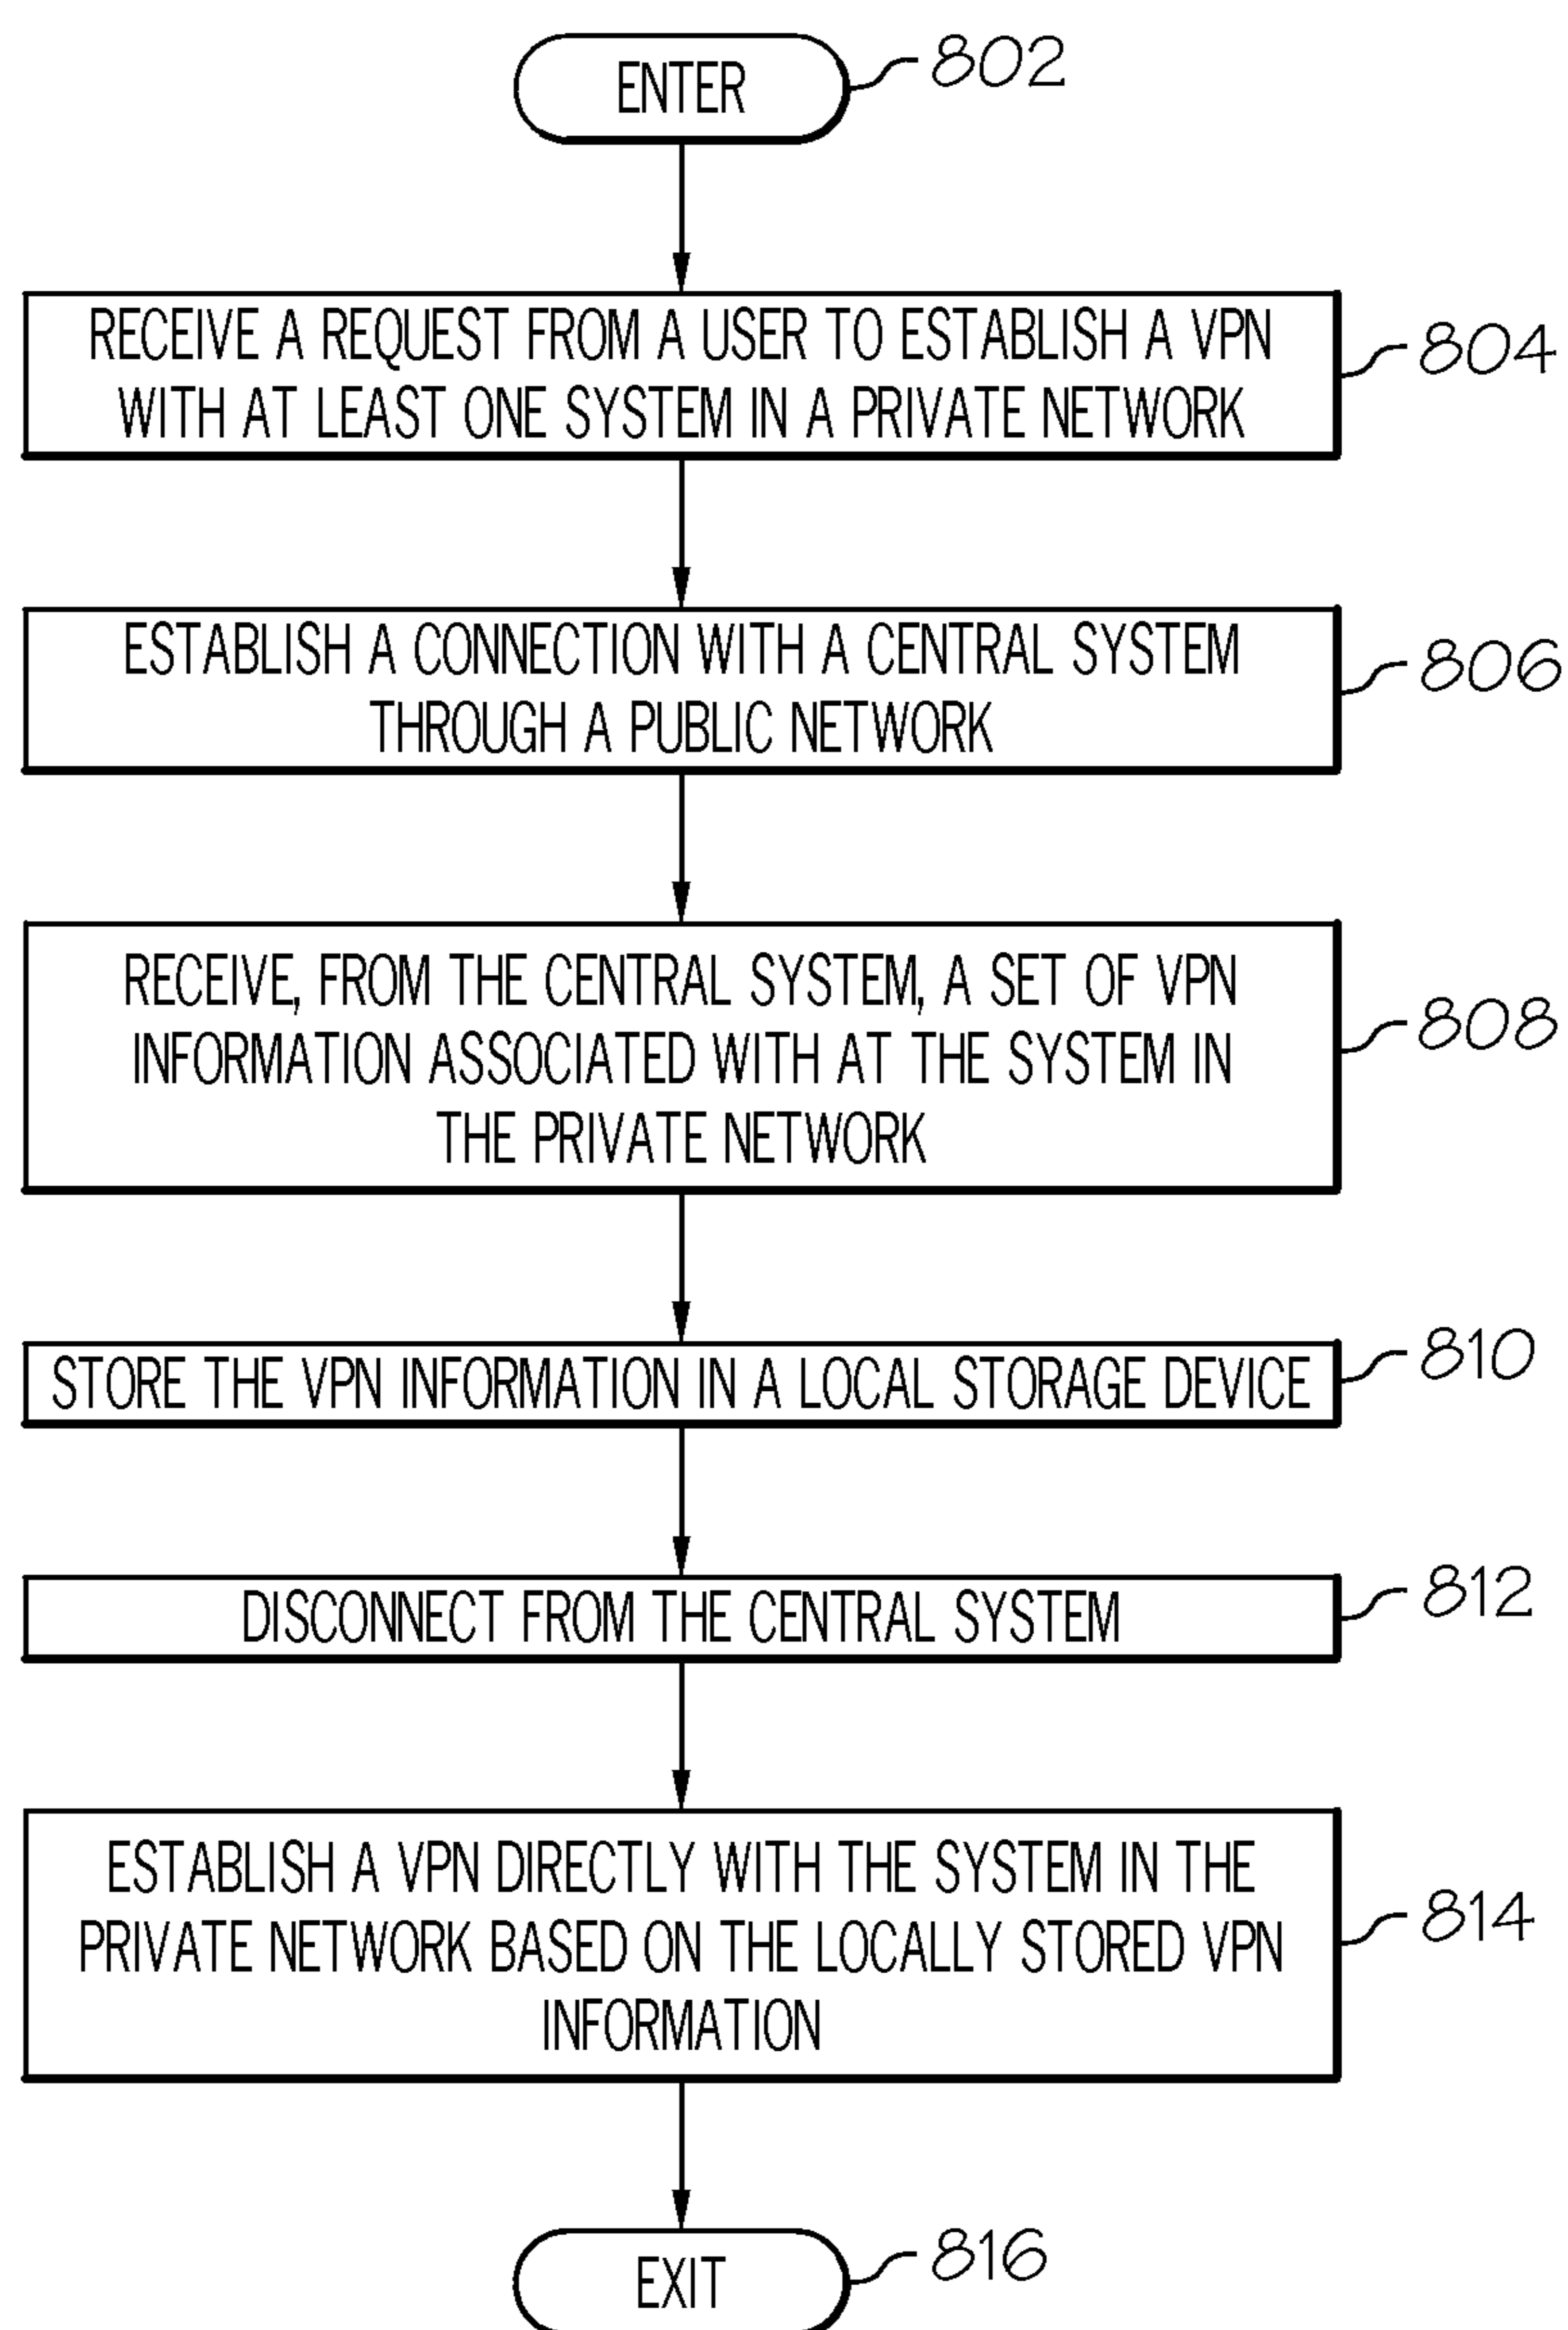 ENTER
802
RECEIVE A REQUEST FROM A USER TO ESTABLISH A VPN
WITH AT LEAST ONE SYSTEM IN A PRIVATE NETWORK
804
ESTABLISH A CONNECTION WITH A CENTRAL SYSTEM
THROUGH A PUBLIC NETWORK
806
RECEIVE, FROM THE CENTRAL SYSTEM, A SET OF VPN
INFORMATION ASSOCIATED WITH AT THE SYSTEM IN
THE PRIVATE NETWORK
808
STORE THE VPN INFORMATION IN A LOCAL STORAGE DEVICE
810
DISCONNECT FROM THE CENTRAL SYSTEM
812
ESTABLISH A VPN DIRECTLY WITH THE SYSTEM IN THE
PRIVATE NETWORK BASED ON THE LOCALLY STORED VPN
INFORMATION
814
EXIT
816